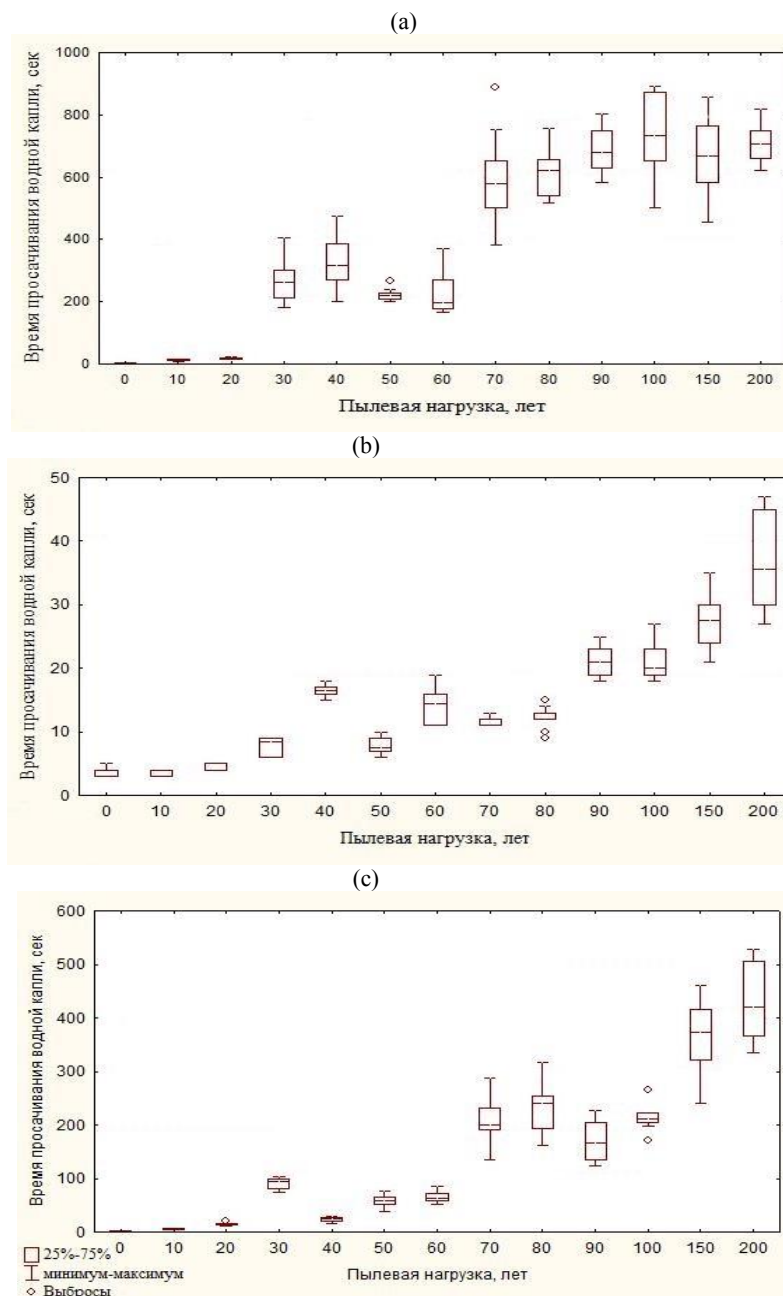 (a)
Время просачивания водной капли, сек
1000
800
600
400
200
0
0 10 20 30 40 50 60 70 80 90 100 150 200
Пылевая нагрузка, лет
(b)
Время просачивания водной капли, сек
50
40
30
20
10
0
0 10 20 30 40 50 60 70 80 90 100 150 200
Пылевая нагрузка, лет
(c)
Время просачивания водной капли, сек
600
500
400
300
200
100
0
0 10 20 30 40 50 60 70 80 90 100 150 200
Пылевая нагрузка, лет
25%-75%
минимум-максимум
Выбросы